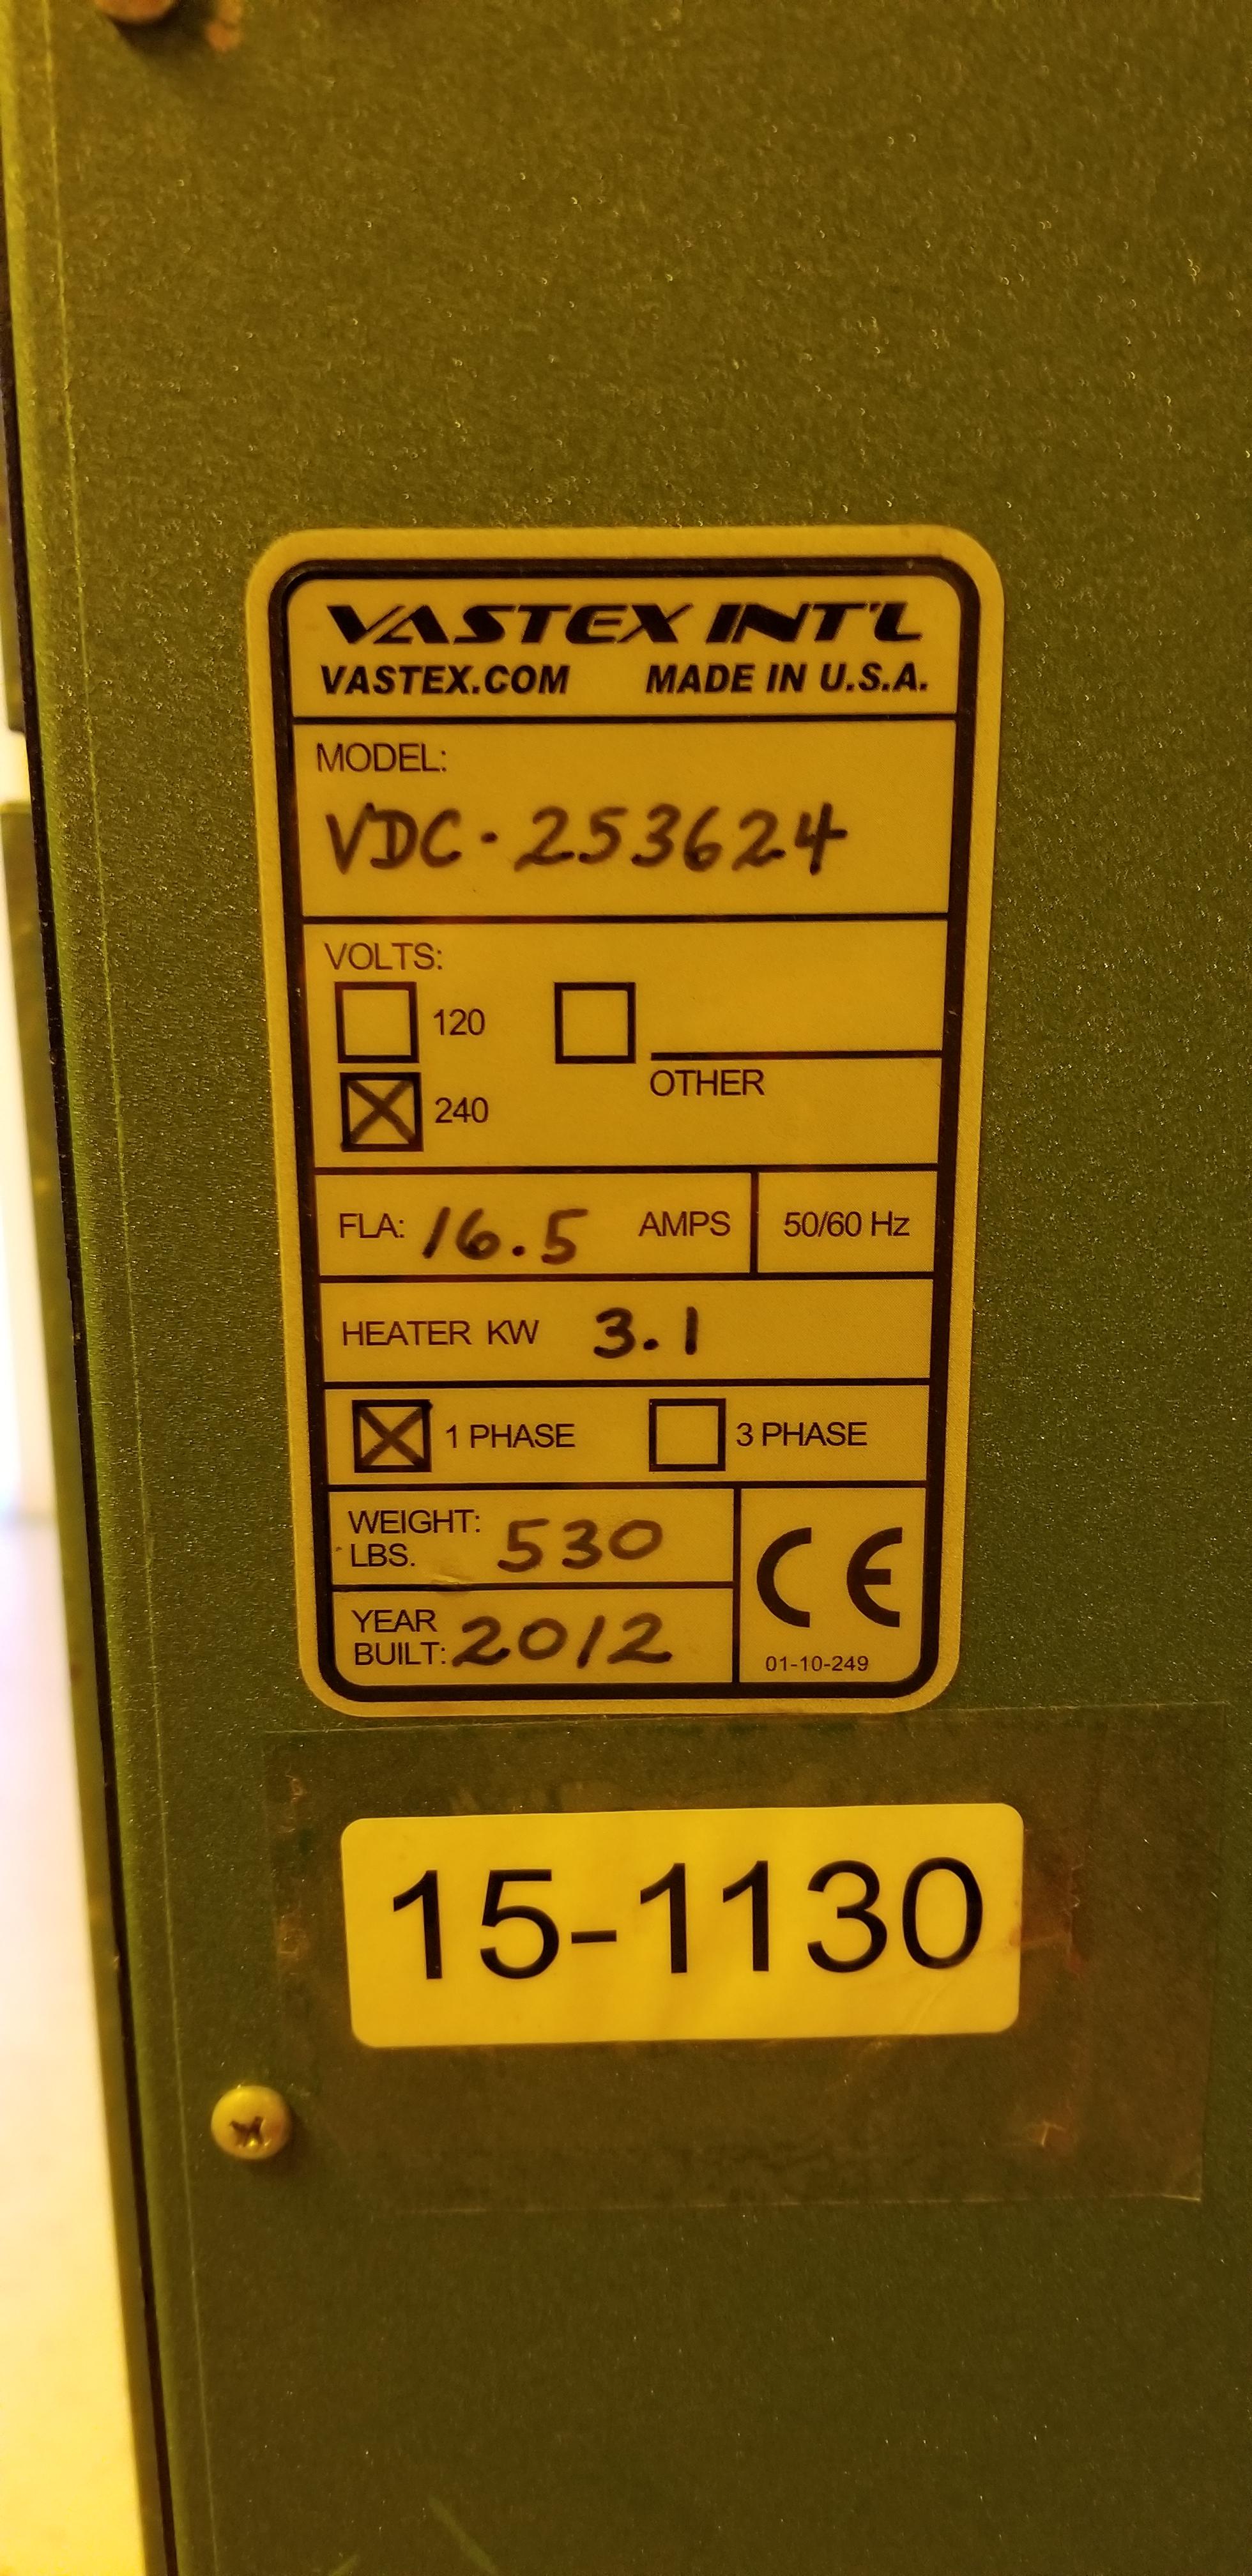 VASTEX INT'L
VASTEX.COM MADE IN U.S.A.
MODEL:
VDC-253624
VOLTS:
120
OTHER
240
FLA: 16.5 AMPS 50/60 Hz
HEATER KW 3.1
1 PHASE 3 PHASE
WEIGHT:
LBS. 530
YEAR
BUILT: 2012
CE
01-10-249
15-1130